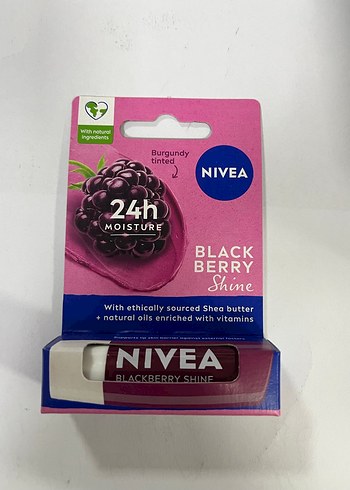 With natural
ingredients
Burgundy
tinted
NIVEA
24h
MOISTURE
BLACK
BERRY
Shine
With ethically sourced Shea butter
+ natural oils enriched with vitamins
NIVEA
BLACKBERRY SHINE